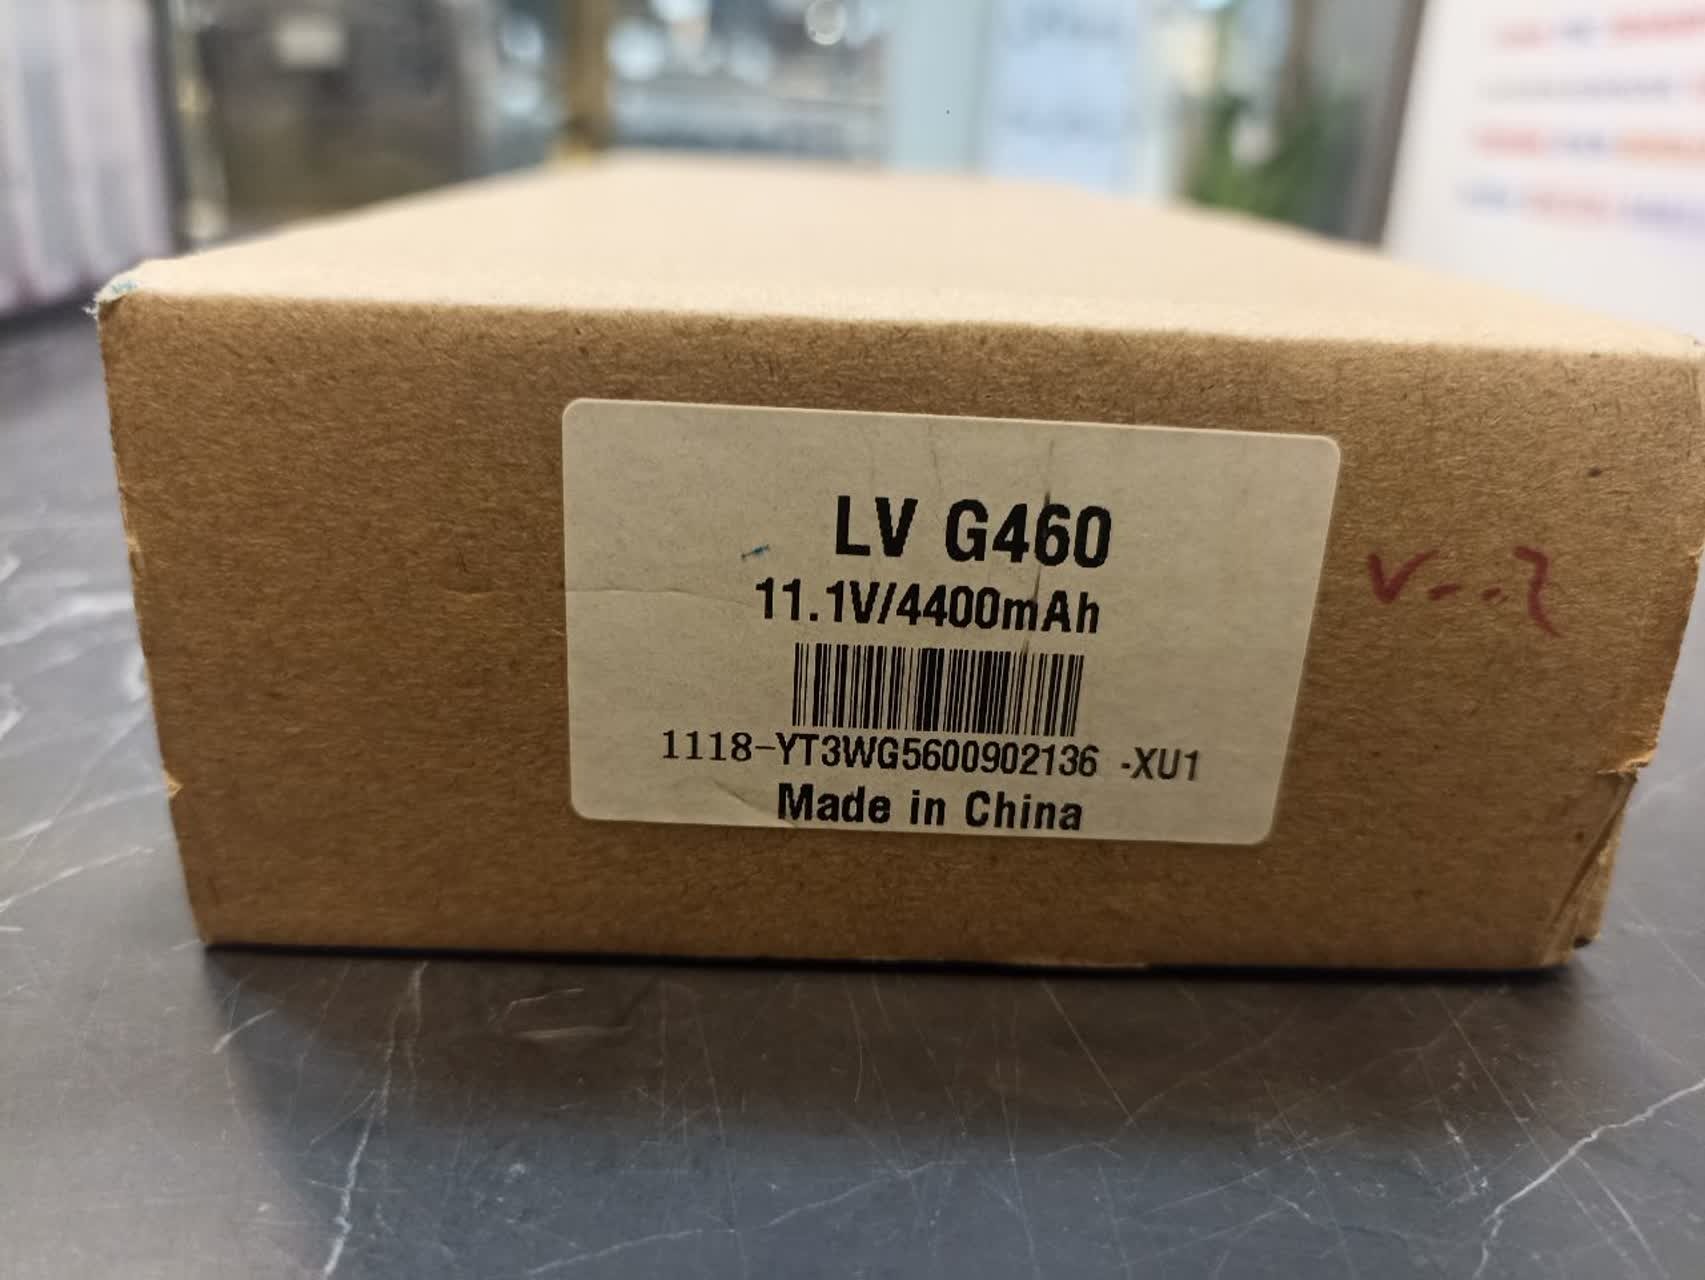 LV G460
11.1V/4400mAh
1118-YT3WG5600902136 -XU1
Made in China